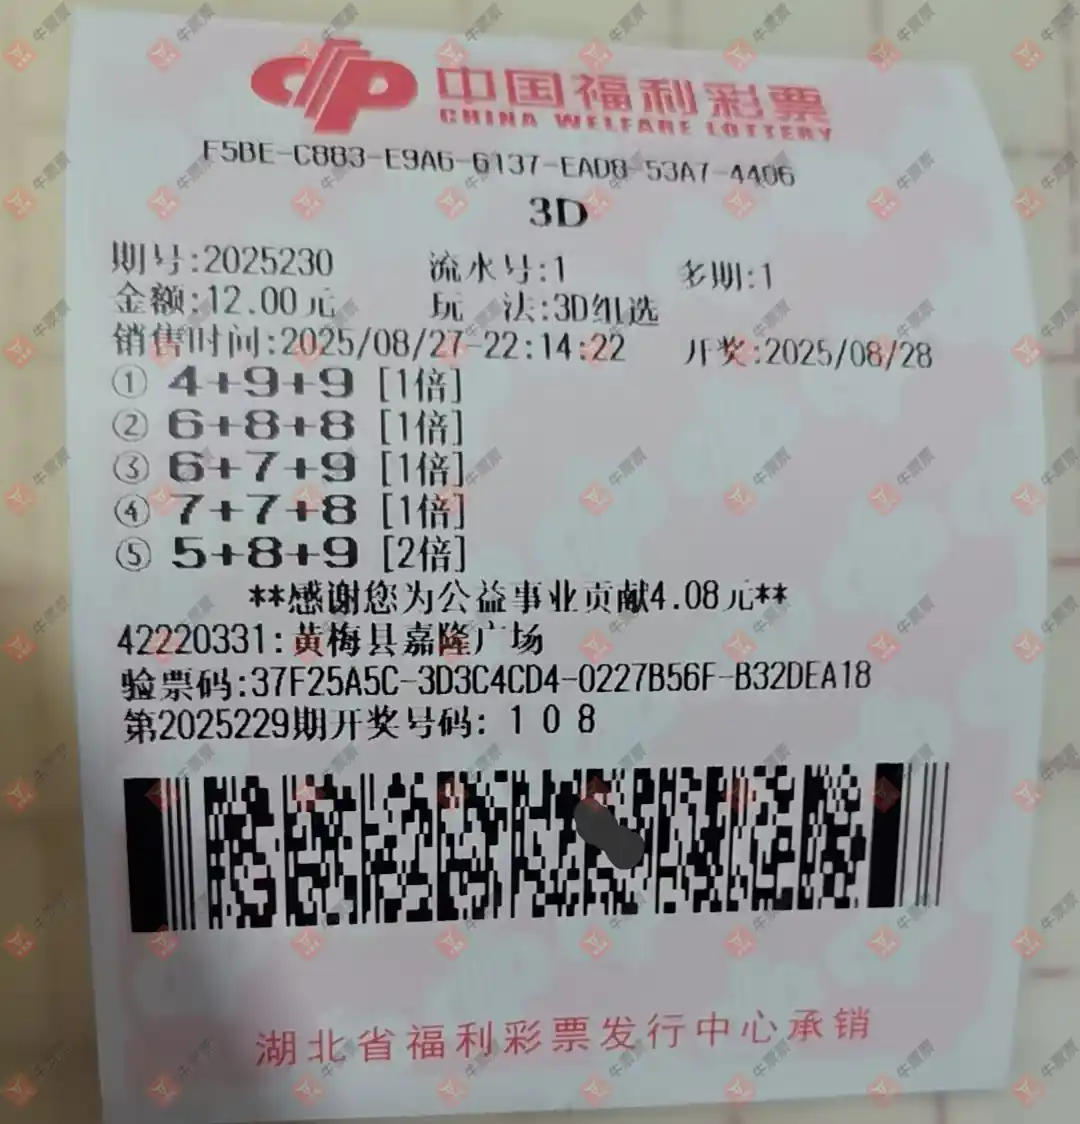 中国福利彩票
CHINA WELFARE LOTTERY
F5BE-C883-E9A6-6137-EAD8-53A7-4406
3D
期号:2025230 流水号:1 多期:1
金额:12.00元 玩 法:3D组选
销售时间:2025/08/27-22:14:22 开奖:2025/08/28
① 4+9+9 [1倍]
② 6+8+8 [1倍]
③ 6+7+9 [1倍]
④ 7+7+8 [1倍]
⑤ 5+8+9 [2倍]
**感谢您为公益事业贡献4.08元**
42220331:黄梅县嘉隆广场
验票码:37F25A5C-3D3C4CD4-0227B56F-B32DEA18
第2025229期开奖号码: 1 0 8
湖北省福利彩票发行中心承销
牛票票